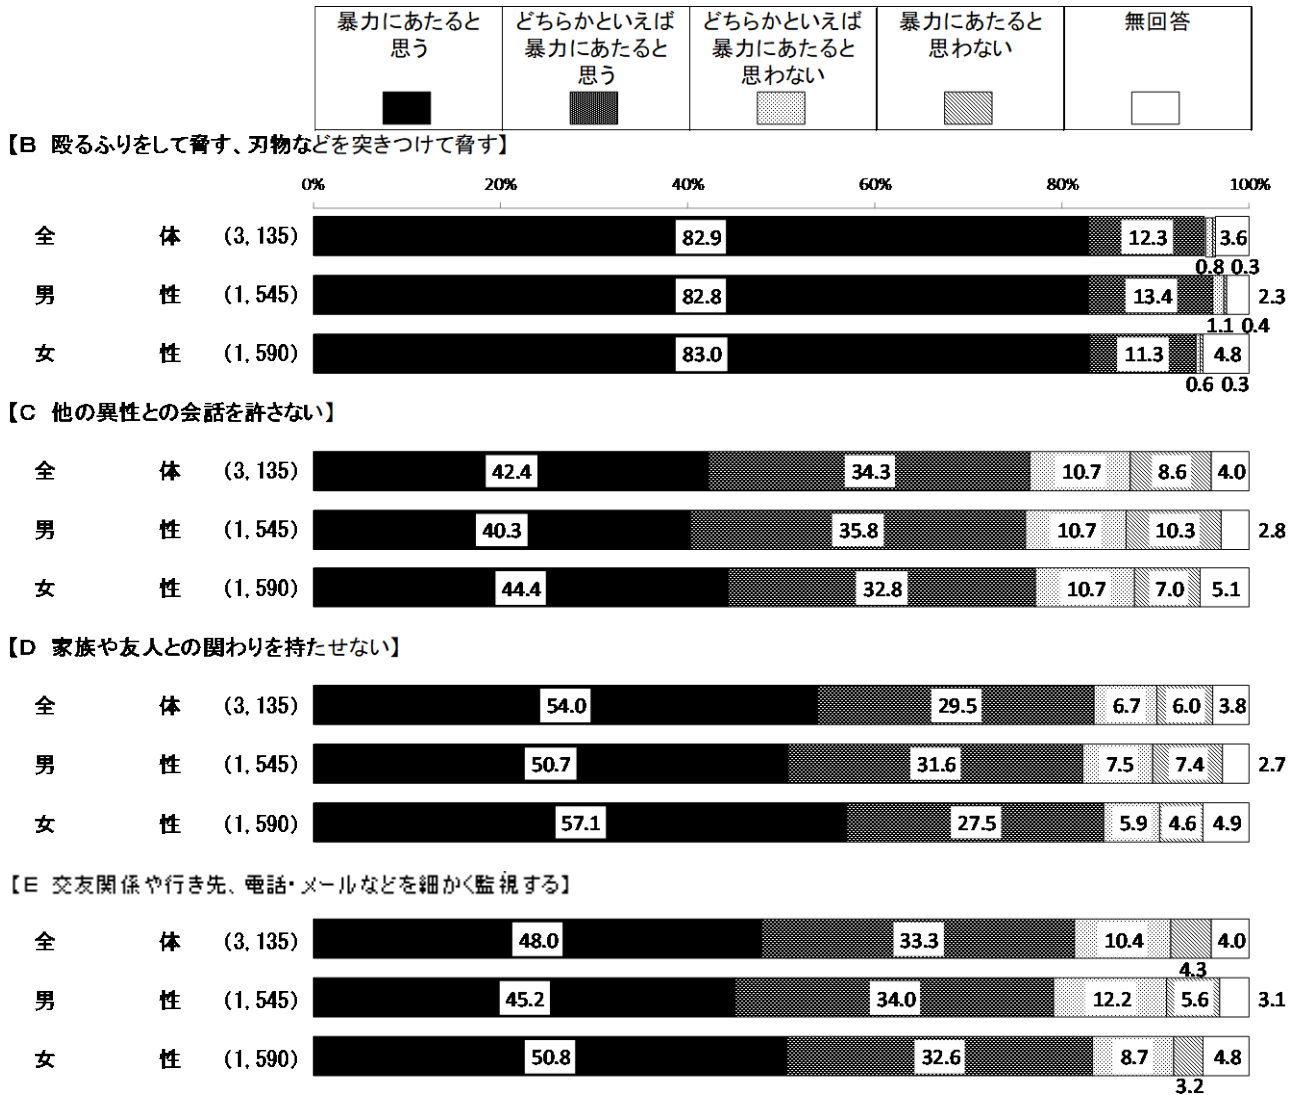 暴力にあたると
思う
どちらかといえば
暴力にあたると
思う
どちらかといえば
暴力にあたると
思わない
暴力にあたると
思わない
無回答
【B 殴るふりをして脅す、刃物などを突きつけて脅す】
0% 20% 40% 60% 80% 100%
全 体 (3,135) 82.9 12.3 3.6
0.8 0.3
男 性 (1,545) 82.8 13.4 2.3
1.1 0.4
女 性 (1,590) 83.0 11.3 4.8
0.6 0.3
【C 他の異性との会話を許さない】
全 体 (3,135) 42.4 34.3 10.7 8.6 4.0
男 性 (1,545) 40.3 35.8 10.7 10.3 2.8
女 性 (1,590) 44.4 32.8 10.7 7.0 5.1
【D 家族や友人との関わりを持たせない】
全 体 (3,135) 54.0 29.5 6.7 6.0 3.8
男 性 (1,545) 50.7 31.6 7.5 7.4 2.7
女 性 (1,590) 57.1 27.5 5.9 4.6 4.9
【E 交友関係や行き先、電話・メールなどを細かく監視する】
全 体 (3,135) 48.0 33.3 10.4 4.0
4.3
男 性 (1,545) 45.2 34.0 12.2 5.6 3.1
女 性 (1,590) 50.8 32.6 8.7 4.8
3.2